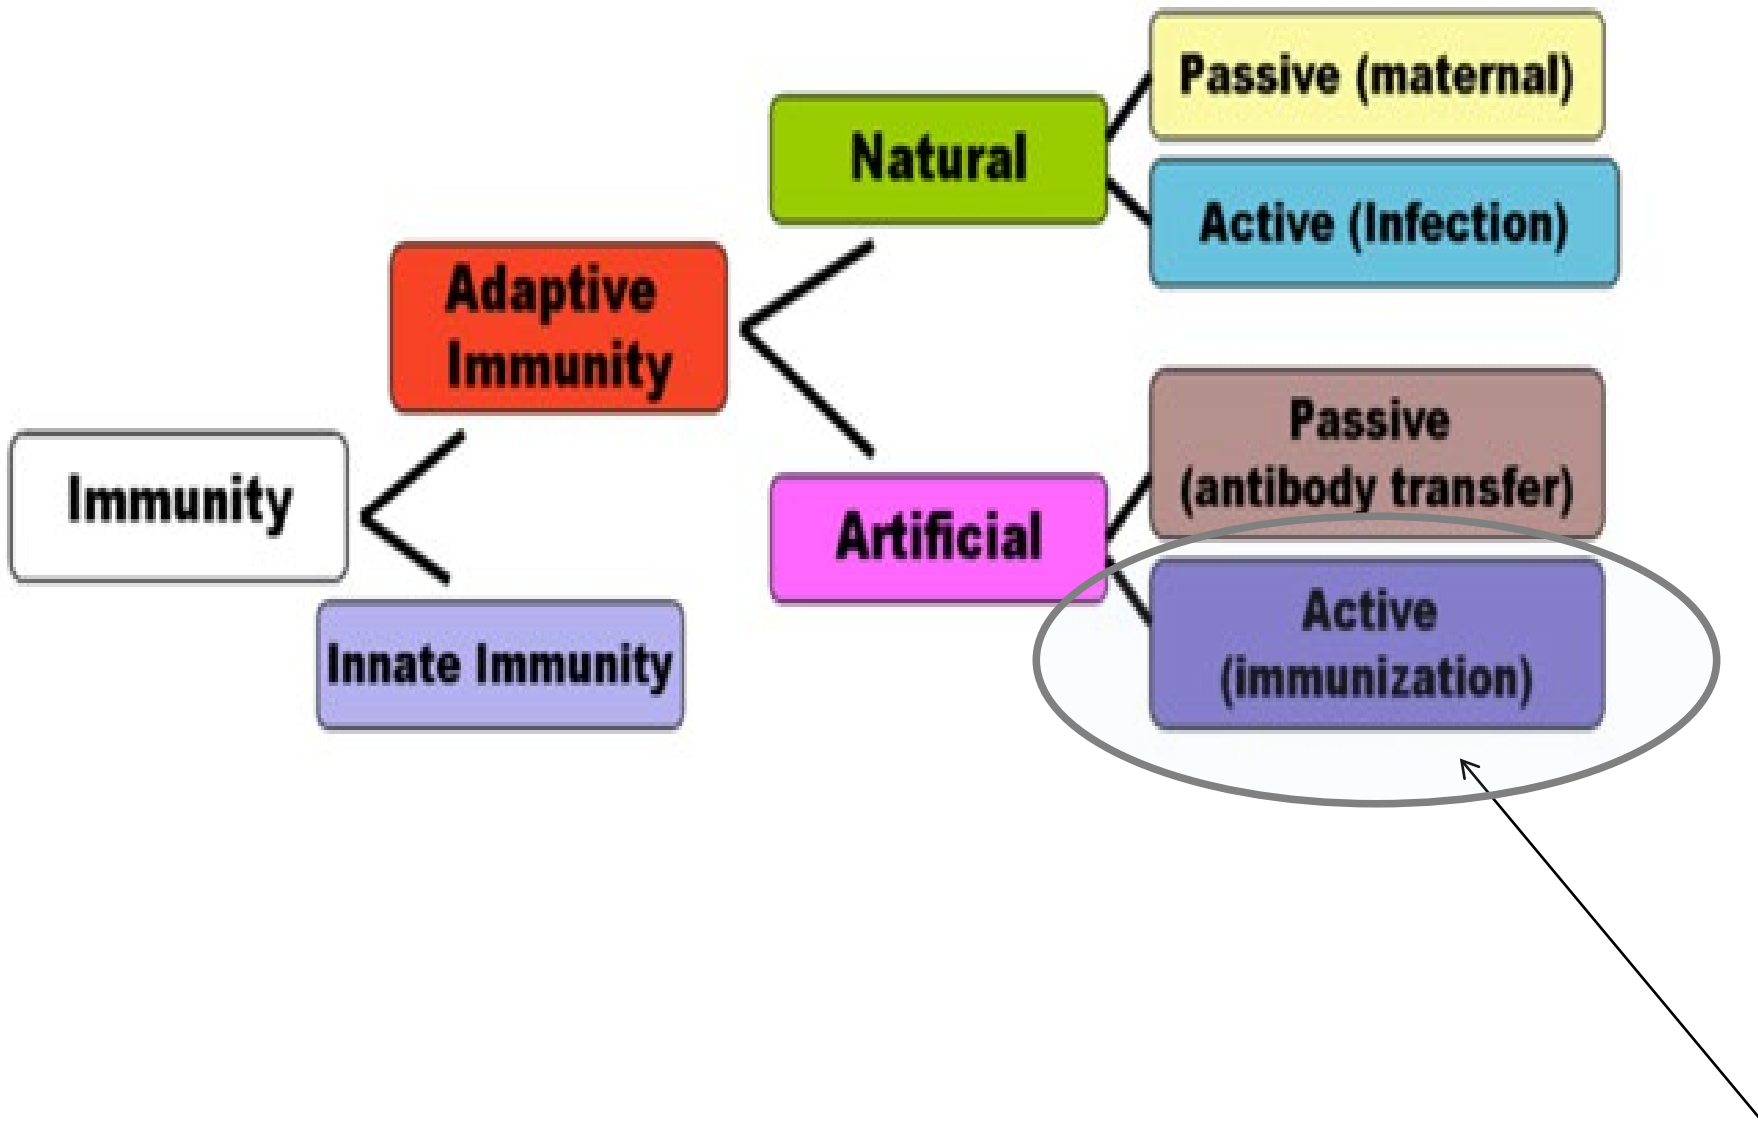 Passive (maternal)
Natural
Active (Infection)
Adaptive
Immunity
Passive
(antibody transfer)
Immunity
Artificial
Active
(immunization)
Innate Immunity